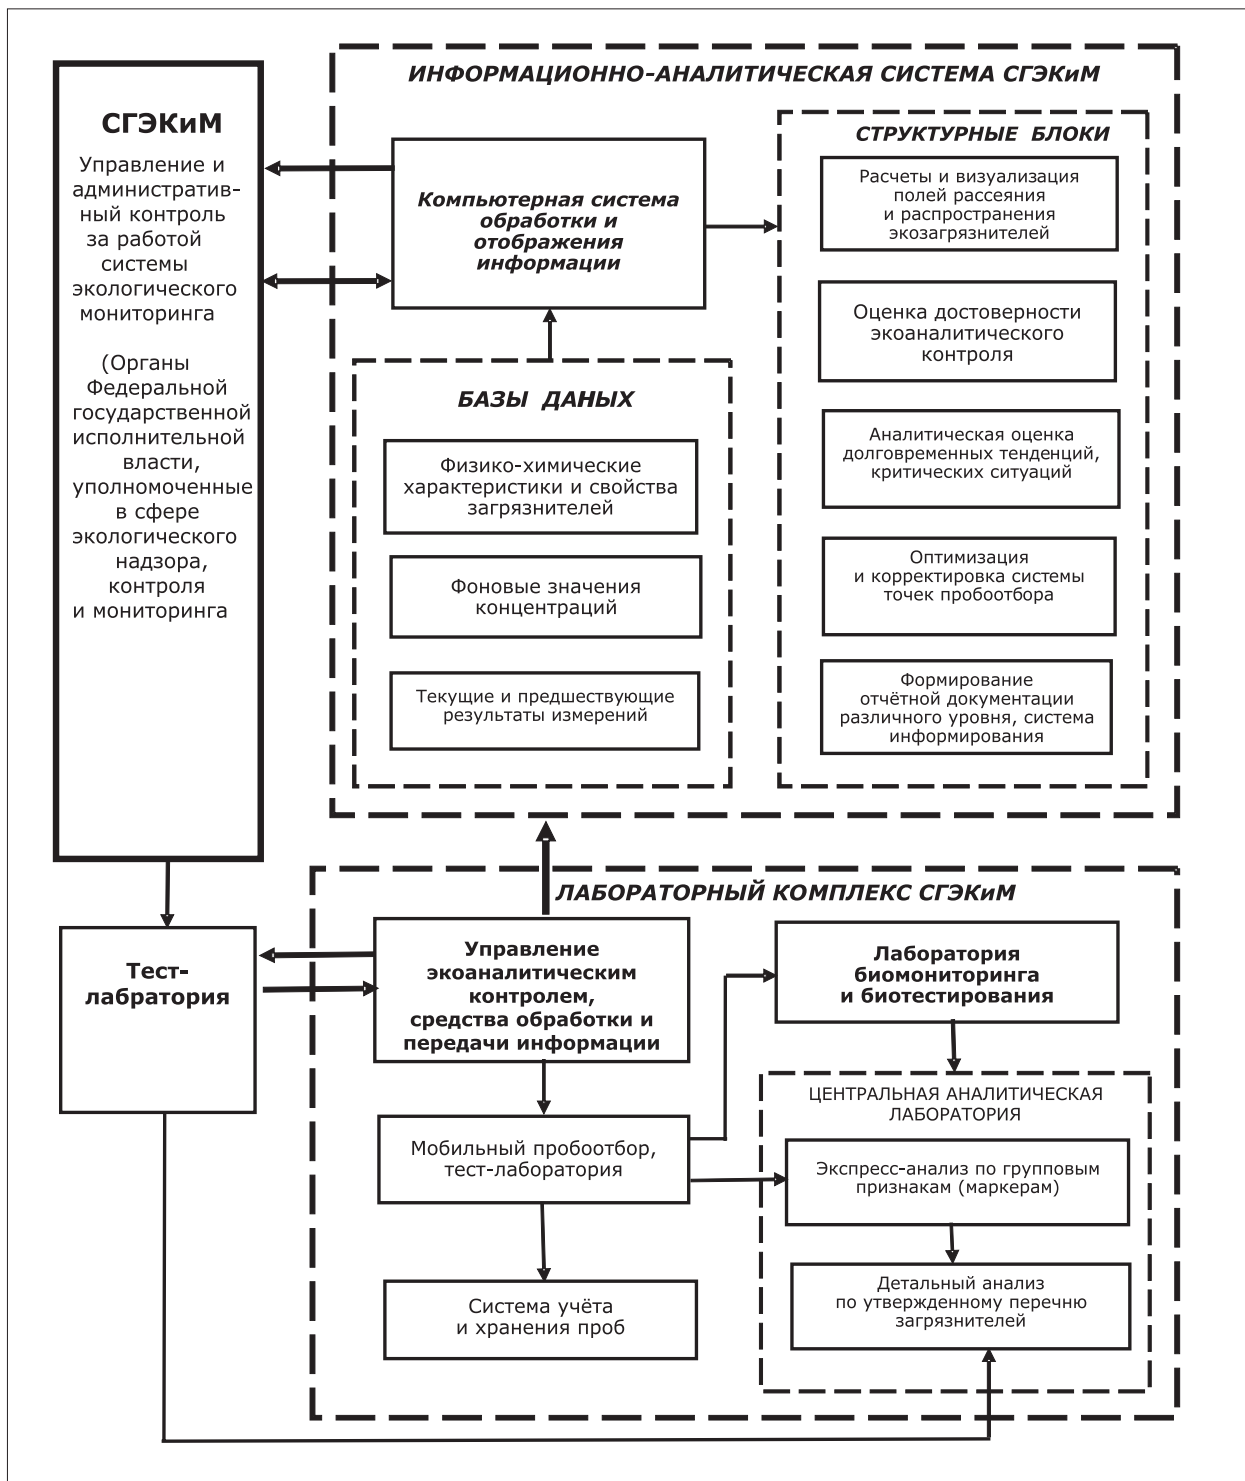 СГЭКиМ
Управление и
административ-
ный контроль
за работой
системы
экологического
мониторинга
(Органы
Федеральной
государственной
исполнительной
власти,
уполномоченные
в сфере
экологического
надзора,
контроля
и мониторинга
ИНФОРМАЦИОННО-АНАЛИТИЧЕСКАЯ СИСТЕМА СГЭКиМ
Компьютерная система
обработки и
отображения
информации
БАЗЫ ДАННЫХ
Физико-химические
характеристики и свойства
загрязнителей
Фоновые значения
концентраций
Текущие и предшествующие
результаты измерений
СТРУКТУРНЫЕ БЛОКИ
Расчеты и визуализация
полей рассеяния
и распространения
экозагрязнителей
Оценка достоверности
экоаналитического
контроля
Аналитическая оценка
долговременных тенденций,
критических ситуаций
Оптимизация
и корректировка системы
точек пробоотбора
Формирование
отчётной документации
различного уровня, система
информирования
Тест-
лабратория
ЛАБОРАТОРНЫЙ КОМПЛЕКС СГЭКиМ
Управление
экоаналитическим
контролем,
средства обработки и
передачи информации
Мобильный пробоотбор,
тест-лаборатория
Система учёта
и хранения проб
Лаборатория
биомониторинга
и биотестирования
ЦЕНТРАЛЬНАЯ АНАЛИТИЧЕСКАЯ
ЛАБОРАТОРИЯ
Экспресс-анализ по групповым
признакам (маркерам)
Детальный анализ
по утвержденному перечню
загрязнителей